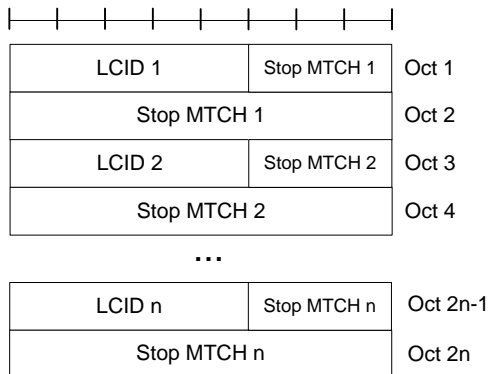 LCID 1 Stop MTCH 1 Oct 1
Stop MTCH 1 Oct 2
LCID 2 Stop MTCH 2 Oct 3
Stop MTCH 2 Oct 4
...
LCID n Stop MTCH n Oct 2n-1
Stop MTCH n Oct 2n